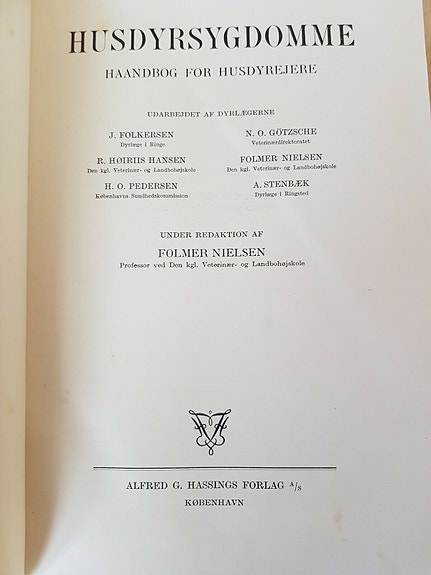 HUSDYRSYGDOMME
HAANDBOG FOR HUSDYREJERE
UDARBEJDET AF DYRLÆGERNE
J. FOLKERSEN
Dyrlæge i Ringe
N. O. GÖTZSCHE
Veterinærdirektoratet
R. HØIRIIS HANSEN
Den kgl. Veterinær- og Landbohøjskole
FOLMER NIELSEN
Den kgl. Veterinær- og Landbohøjskole
H. O. PEDERSEN
Københavns Sundhedskommission
A. STENBÆK
Dyrlæge i Ringsted
UNDER REDAKTION AF
FOLMER NIELSEN
Professor ved Den kgl. Veterinær- og Landbohøjskole
ALFRED G. HASSINGS FORLAG A/S
KØBENHAVN